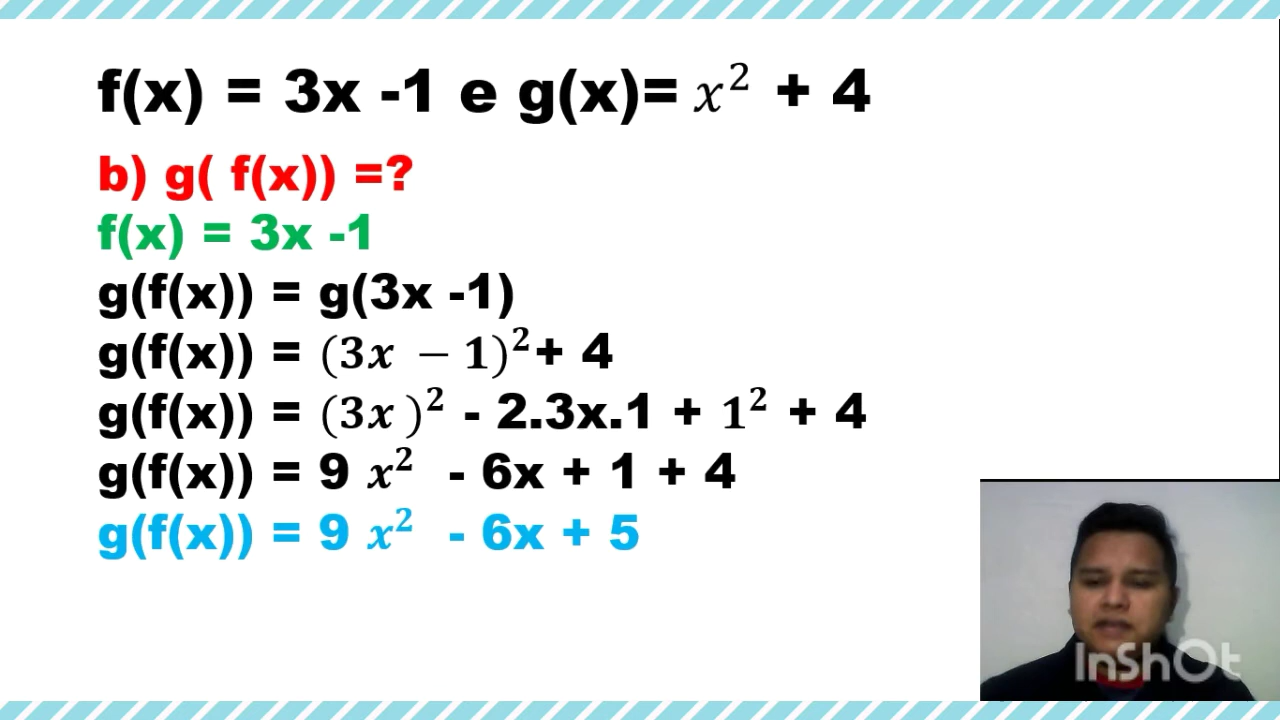 f(x) = 3x -1 e g(x)= x² + 4
b) g( f(x)) =?
f(x) = 3x -1
g(f(x)) = g(3x -1)
g(f(x)) = (3x − 1)²+ 4
g(f(x)) = (3x )² - 2.3x.1 + 1² + 4
g(f(x)) = 9 x² - 6x + 1 + 4
g(f(x)) = 9 x² - 6x + 5
InShOt